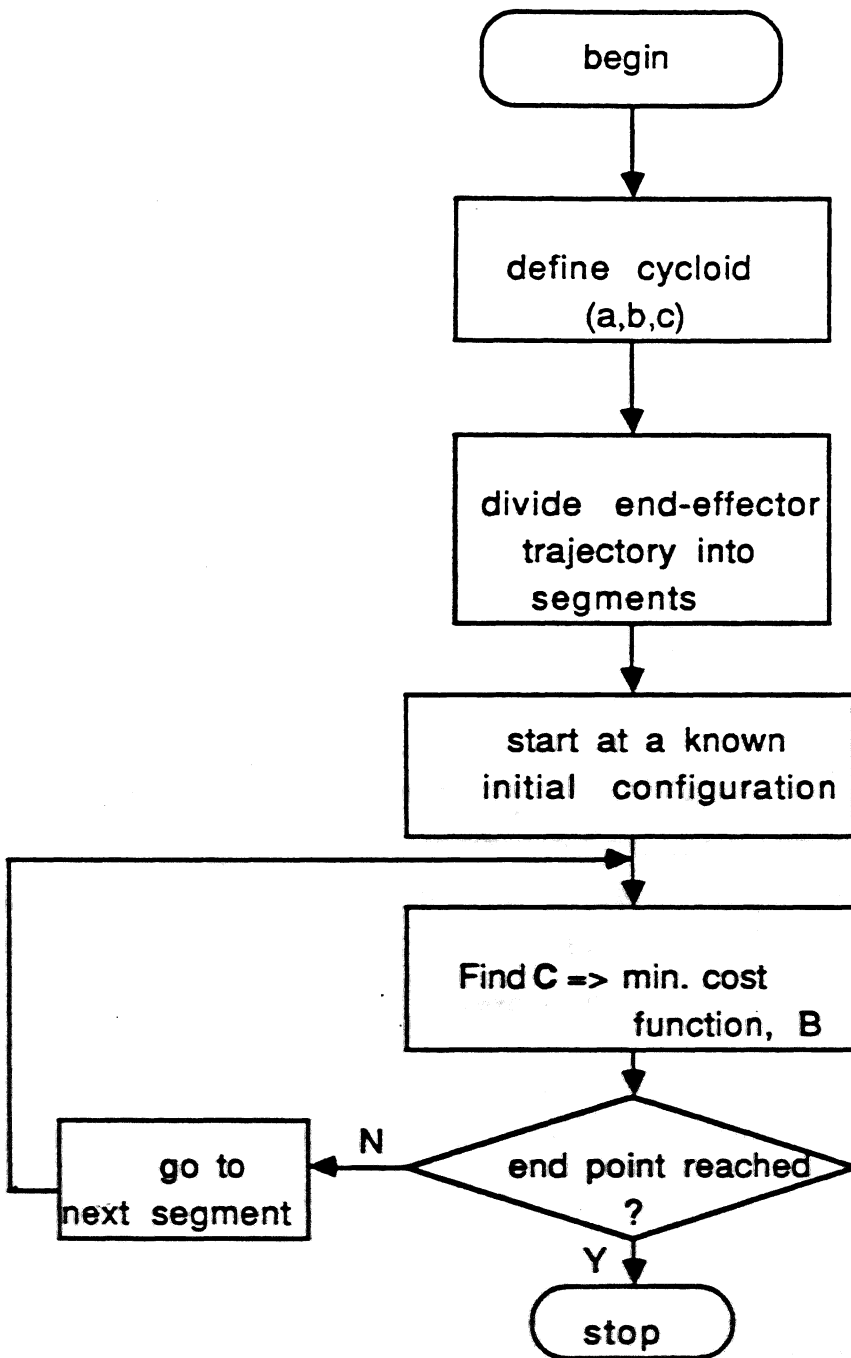 begin
define cycloid
(a,b,c)
divide end-effector
trajectory into
segments
start at a known
initial configuration
Find C => min. cost
function, B
end point reached
?
N
go to
next segment
Y
stop